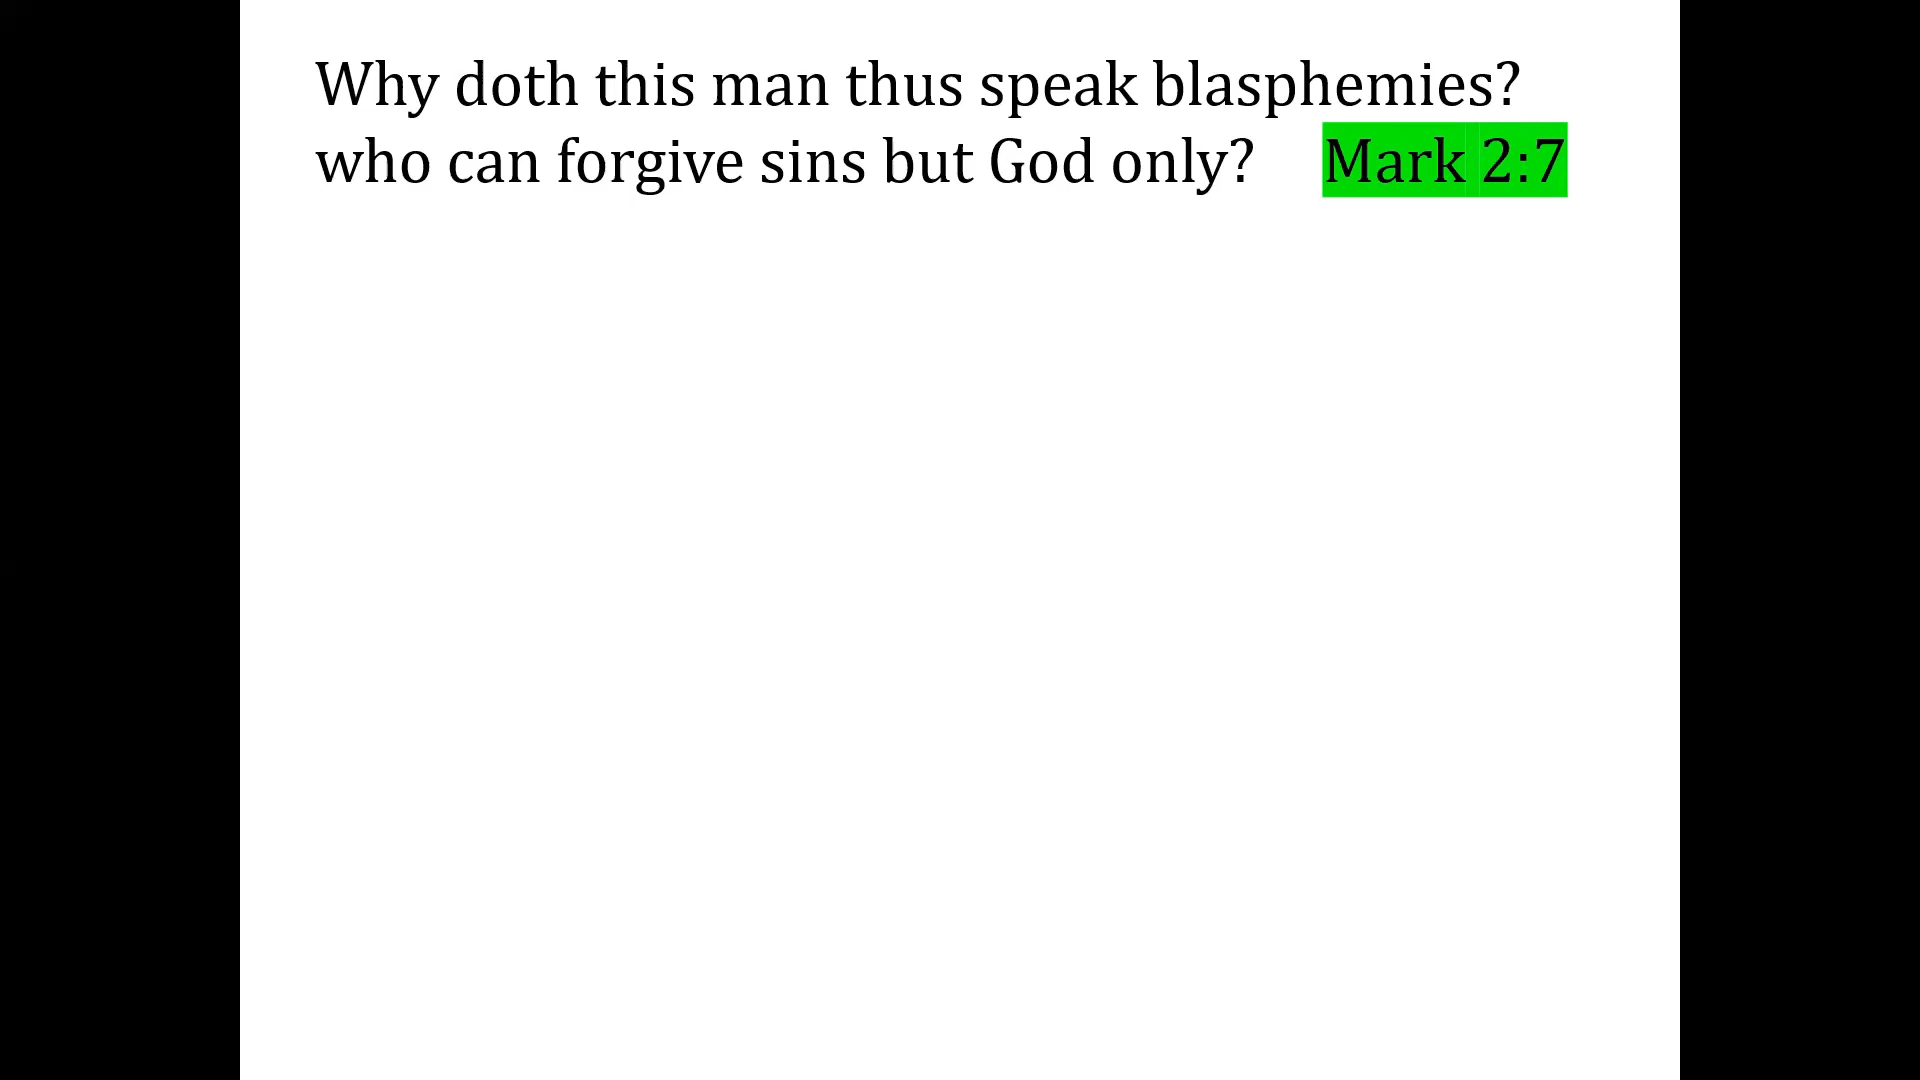 Why doth this man thus speak blasphemies?
who can forgive sins but God only? Mark 2:7